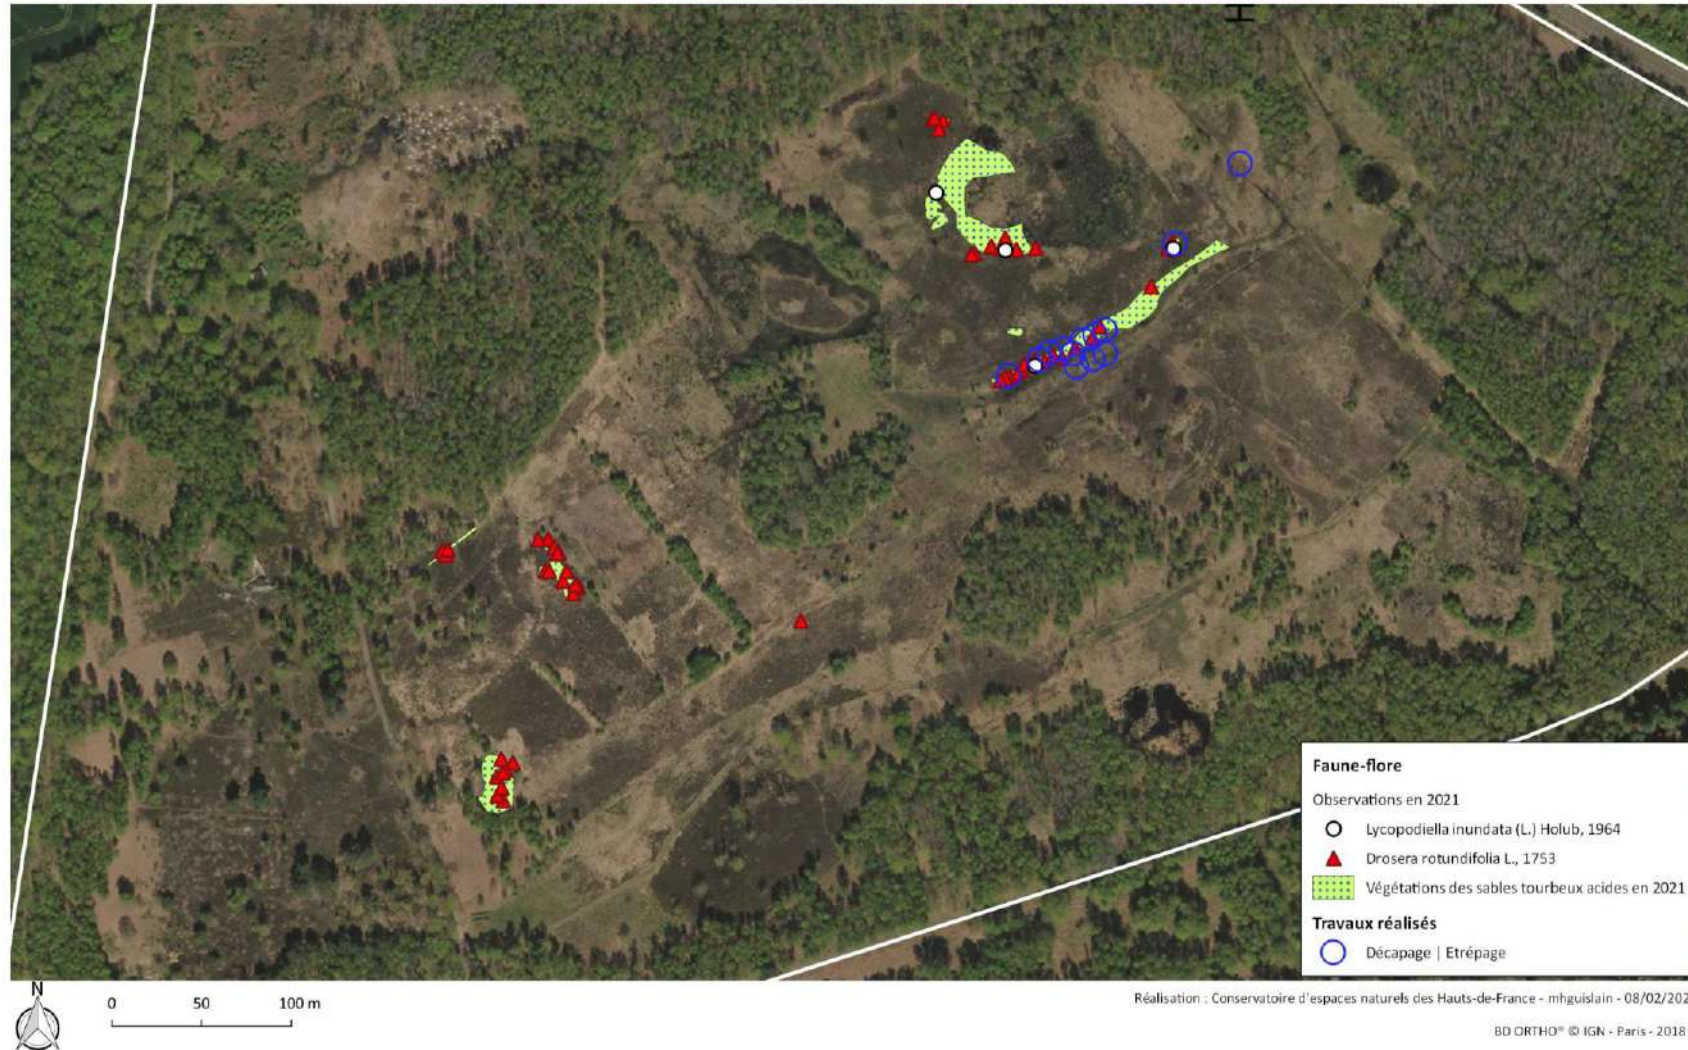 Faune-flore
Observations en 2021
Lycopodiella inundata (L.) Holub, 1964
Drosera rotundifolia L., 1753
Végétations des sables tourbeux acides en 2021
Travaux réalisés
Décapage | Etrépage
N
0 50 100 m
Réalisation : Conservatoire d'espaces naturels des Hauts-de-France - mhguislain - 08/02/202
BD ORTHO® © IGN - Paris - 2018